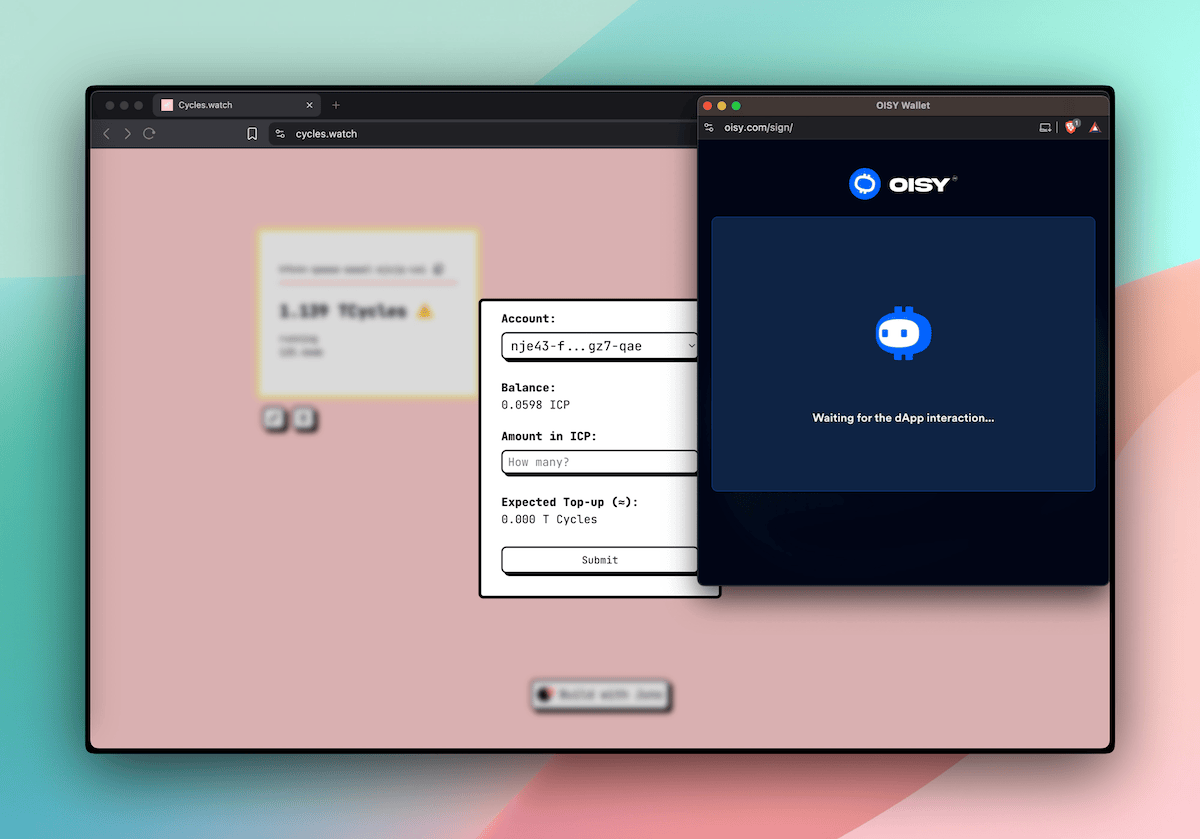 Cycles.watch
cycles.watch
1.139 TCycles
running
Account:
nje43-f...gz7-qae
Balance:
0.0598 ICP
Amount in ICP:
How many?
Expected Top-up (≈):
0.000 T Cycles
Submit
Build with Juno
OISY Wallet
oisy.com/sign/
1
OISY
Waiting for the dApp interaction...